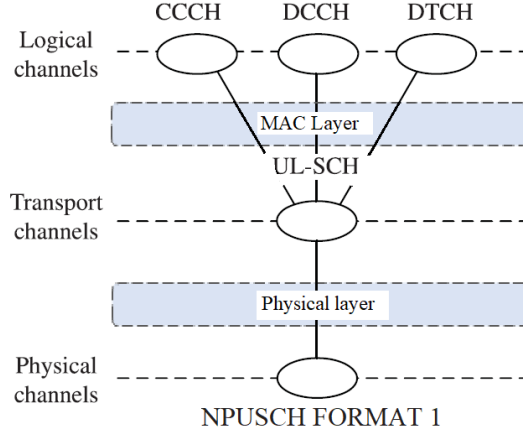 CCCH DCCH DTCH
Logical
channels
MAC Layer
UL-SCH
Transport
channels
Physical layer
Physical
channels
NPUSCH FORMAT 1